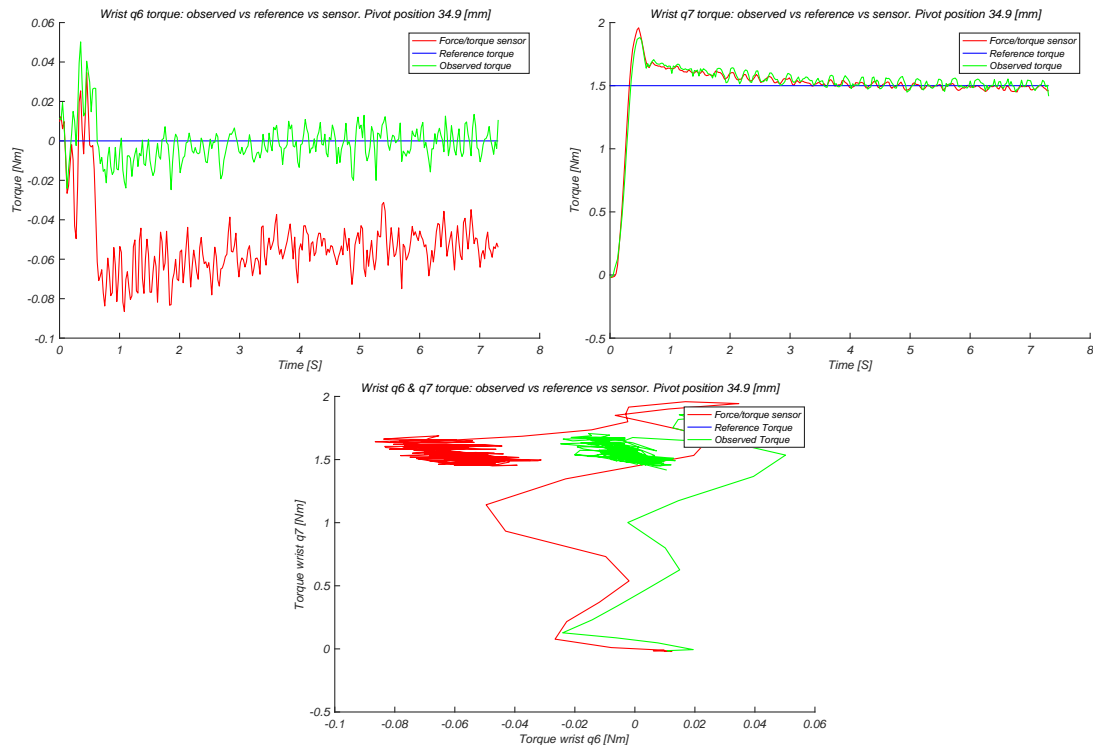 Wrist q6 torque: observed vs reference vs sensor. Pivot position 34.9 [mm]
0.06
0.04
0.02
0
-0.02
-0.04
-0.06
-0.08
-0.1
Torque [Nm]
Force/torque sensor
Reference torque
Observed torque
0 1 2 3 4 5 6 7 8
Time [S]
Wrist q7 torque: observed vs reference vs sensor. Pivot position 34.9 [mm]
2
1.5
1
0.5
0
-0.5
Torque [Nm]
Force/torque sensor
Reference torque
Observed torque
0 1 2 3 4 5 6 7 8
Time [S]
Wrist q6 & q7 torque: observed vs reference vs sensor. Pivot position 34.9 [mm]
2
1.5
1
0.5
0
-0.5
Torque wrist q7 [Nm]
Force/torque sensor
Reference Torque
Observed Torque
-0.1 -0.08 -0.06 -0.04 -0.02 0 0.02 0.04 0.06
Torque wrist q6 [Nm]